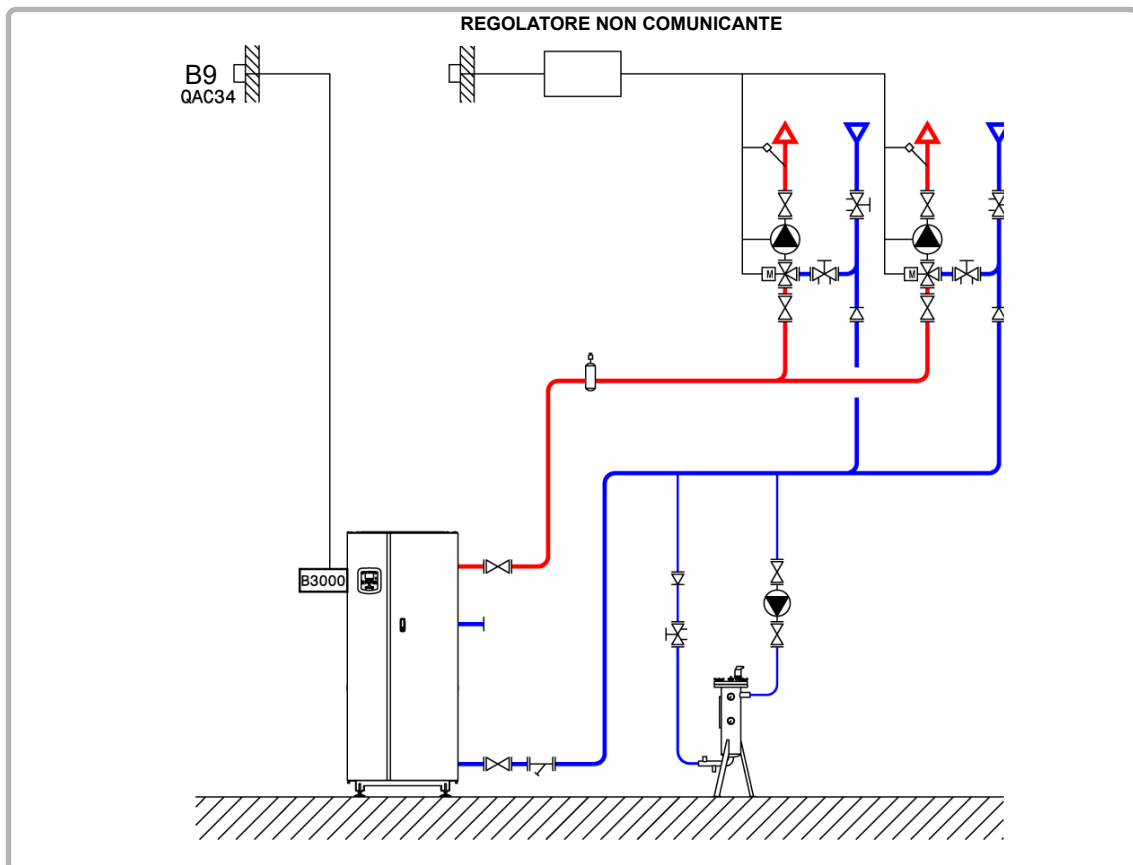 REGOLATORE NON COMUNICANTE
B9
QAC34
M
M
B3000